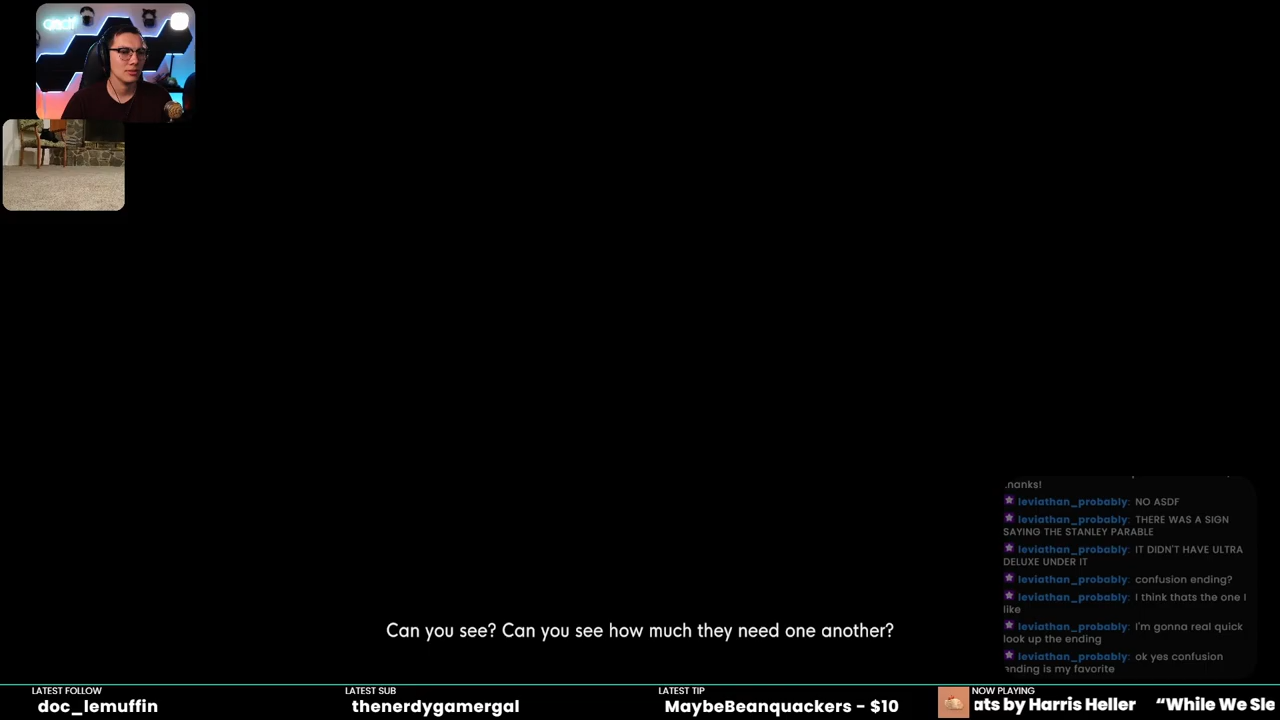 asdf
Can you see? Can you see how much they need one another?
leviathan_probably: NO ASDF
leviathan_probably: THERE WAS A SIGN
SAYING THE STANLEY PARABLE
leviathan_probably: IT DIDN'T HAVE ULTRA
DELUXE UNDER IT
leviathan_probably: confusion ending?
leviathan_probably: I think thats the one I
like
leviathan_probably: I'm gonna real quick
look up the ending
leviathan_probably: ok yes confusion
ending is my favorite
LATEST FOLLOW
doc_lemuffin
LATEST SUB
thenerdygamergal
LATEST TIP
MaybeBeanquackers - $10
NOW PLAYING
ats by Harris Heller “While We Sle